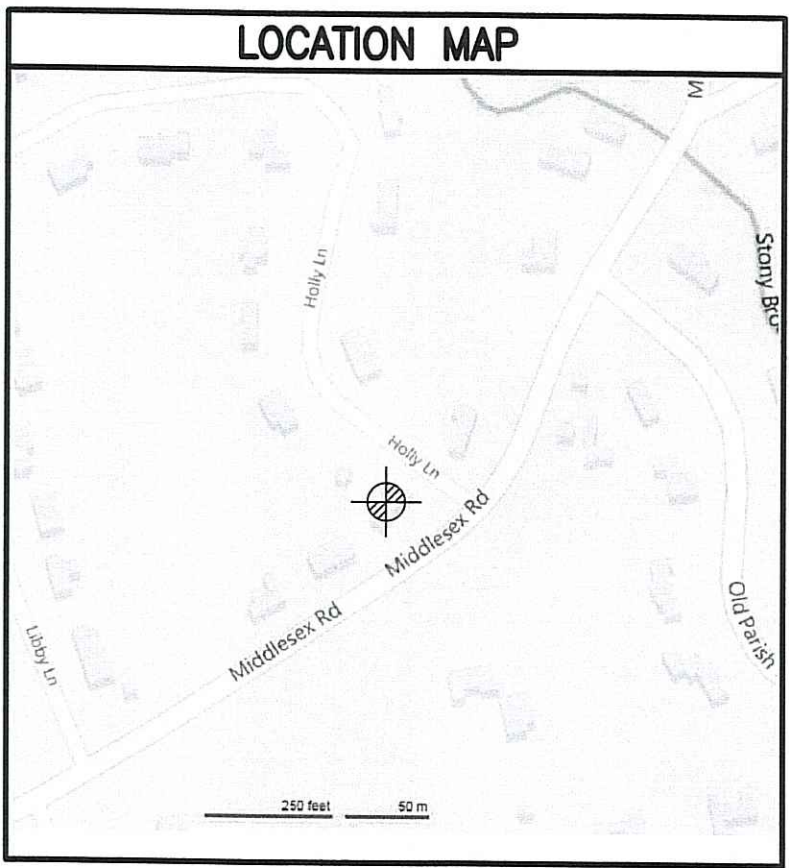 LOCATION MAP
M
Stony Bro
Holly Ln
Holly Ln
Middlesex Rd
Middlesex Rd
Old Parish
Libby Ln
250 feet
50 m